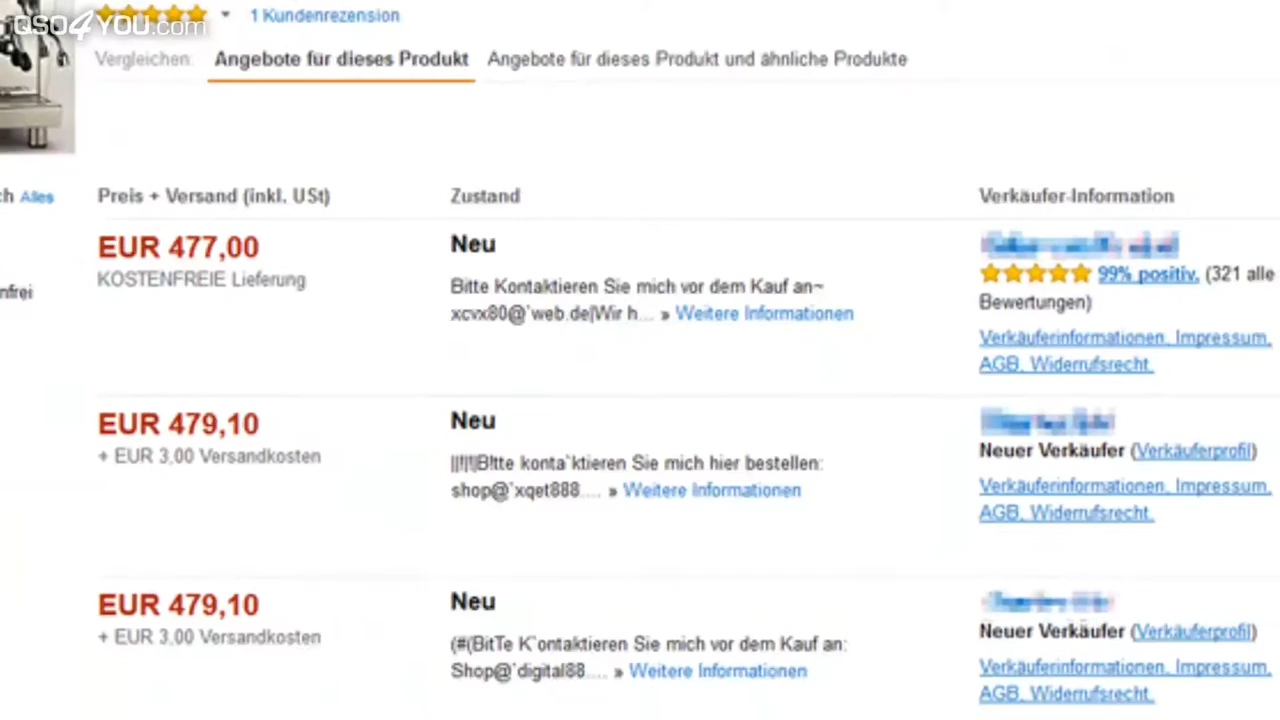 QSO4YOU.com
1 Kundenrezension
Vergleichen: Angebote für dieses Produkt Angebote für dieses Produkt und ähnliche Produkte
ch Alles
Preis + Versand (inkl. USt) Zustand Verkäufer-Information
EUR 477,00 Neu
KOSTENFREIE Lieferung
Bitte Kontaktieren Sie mich vor dem Kauf an~
xcvx80@`web.de|Wir h... » Weitere Informationen
99% positiv. (321 alle
Bewertungen)
Verkäuferinformationen, Impressum,
AGB, Widerrufsrecht.
nfrei
EUR 479,10 Neu
+ EUR 3,00 Versandkosten
||!|!|B!tte konta`ktieren Sie mich hier bestellen:
shop@`xqet888.... » Weitere Informationen
Neuer Verkäufer (Verkäuferprofil)
Verkäuferinformationen, Impressum,
AGB, Widerrufsrecht.
EUR 479,10 Neu
+ EUR 3,00 Versandkosten
(#(BitTe K`ontaktieren Sie mich vor dem Kauf an:
Shop@`digital88.... » Weitere Informationen
Neuer Verkäufer (Verkäuferprofil)
Verkäuferinformationen, Impressum,
AGB, Widerrufsrecht.